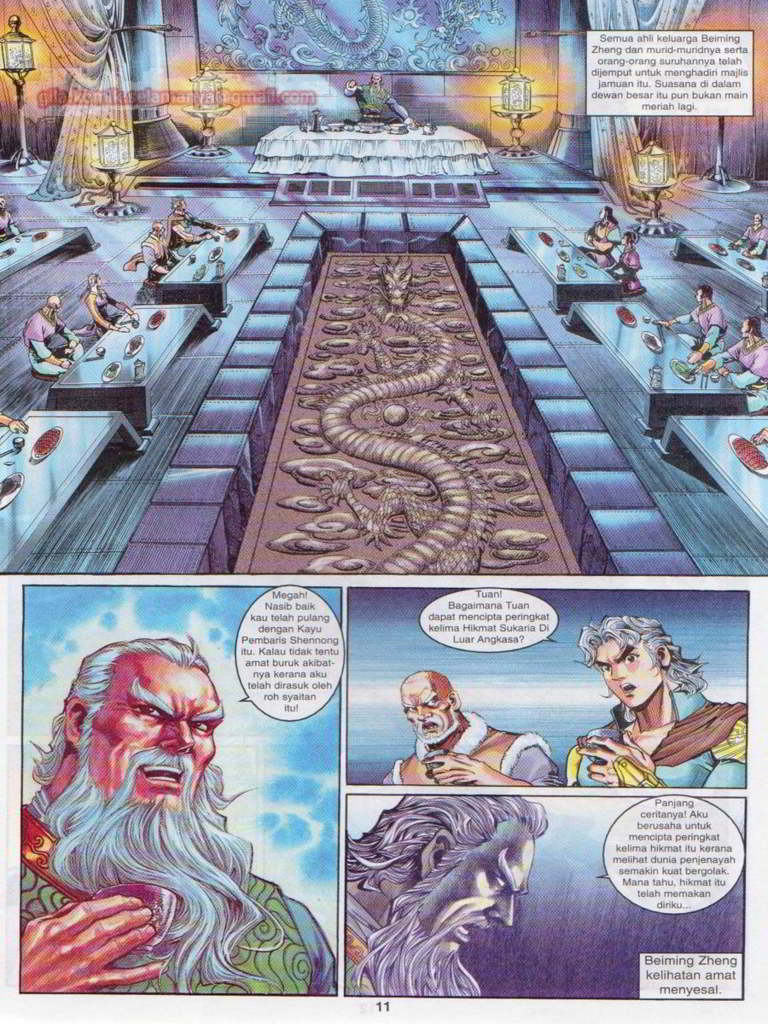 Semua ahli keluarga Beiming
Zheng dan murid-muridnya serta
orang-orang suruhannya telah
dijemput untuk menghadiri majlis
jamuan itu. Suasana di dalam
dewan besar itu pun bukan main
meriah lagi.
Megah!
Nasib baik
kau telah pulang
dengan Kayu
Pembaris Shennong
itu. Kalau tidak tentu
amat buruk akibat-
nya kerana aku
telah dirasuk oleh
roh syaitan
itu!
Tuan!
Bagaimana Tuan
dapat mencipta peringkat
kelima Hikmat Sukaria Di
Luar Angkasa?
Panjang
ceritanya! Aku
berusaha untuk
mencipta peringkat
kelima hikmat itu kerana
melihat dunia penjenayah
semakin kuat bergolak.
Mana tahu, hikmat itu
telah memakan
diriku...
Beiming Zheng
kelihatan amat
menyesal.
11